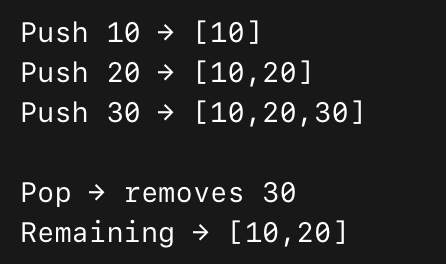 Push 10 → [10]
Push 20 → [10,20]
Push 30 → [10,20,30]
Pop → removes 30
Remaining → [10,20]